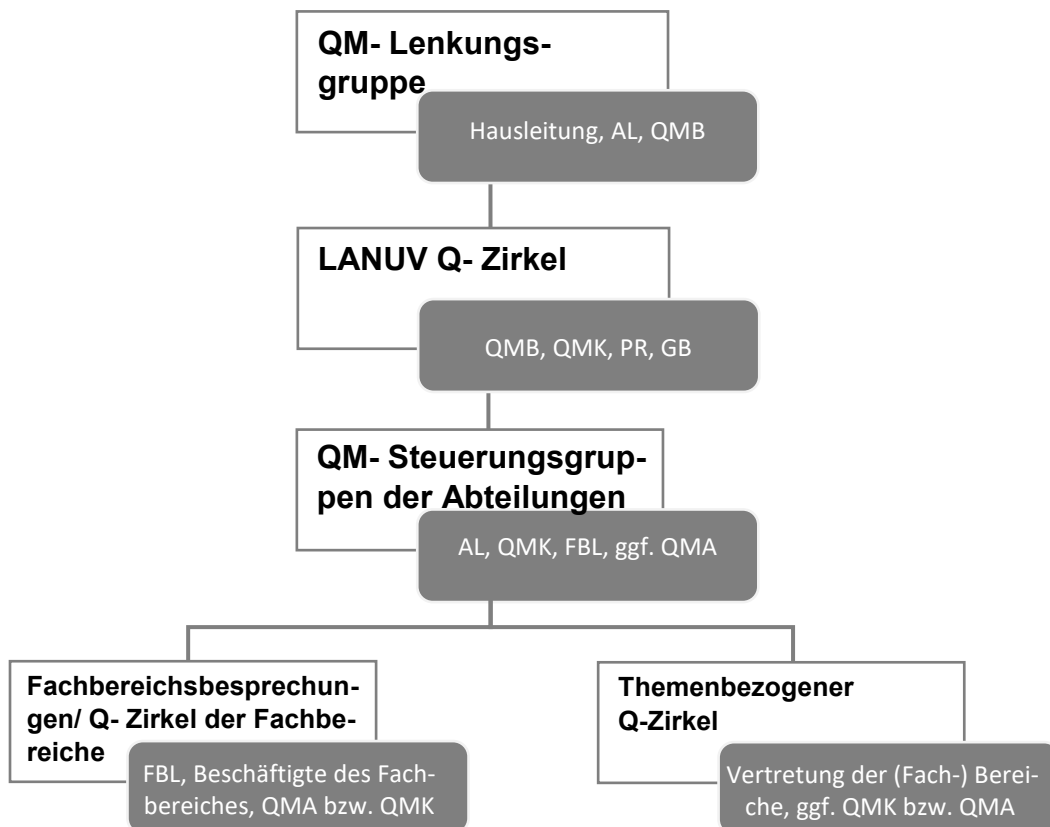 QM- Lenkungs-
gruppe
Hausleitung, AL, QMB
LANUV Q- Zirkel
QMB, QMK, PR, GB
QM- Steuerungsgrup-
pen der Abteilungen
AL, QMK, FBL, ggf. QMA
Fachbereichsbesprechun-
gen/ Q- Zirkel der Fachbe-
reiche
FBL, Beschäftigte des Fach-
bereiches, QMA bzw. QMK
Themenbezogener
Q-Zirkel
Vertretung der (Fach-) Berei-
che, ggf. QMK bzw. QMA